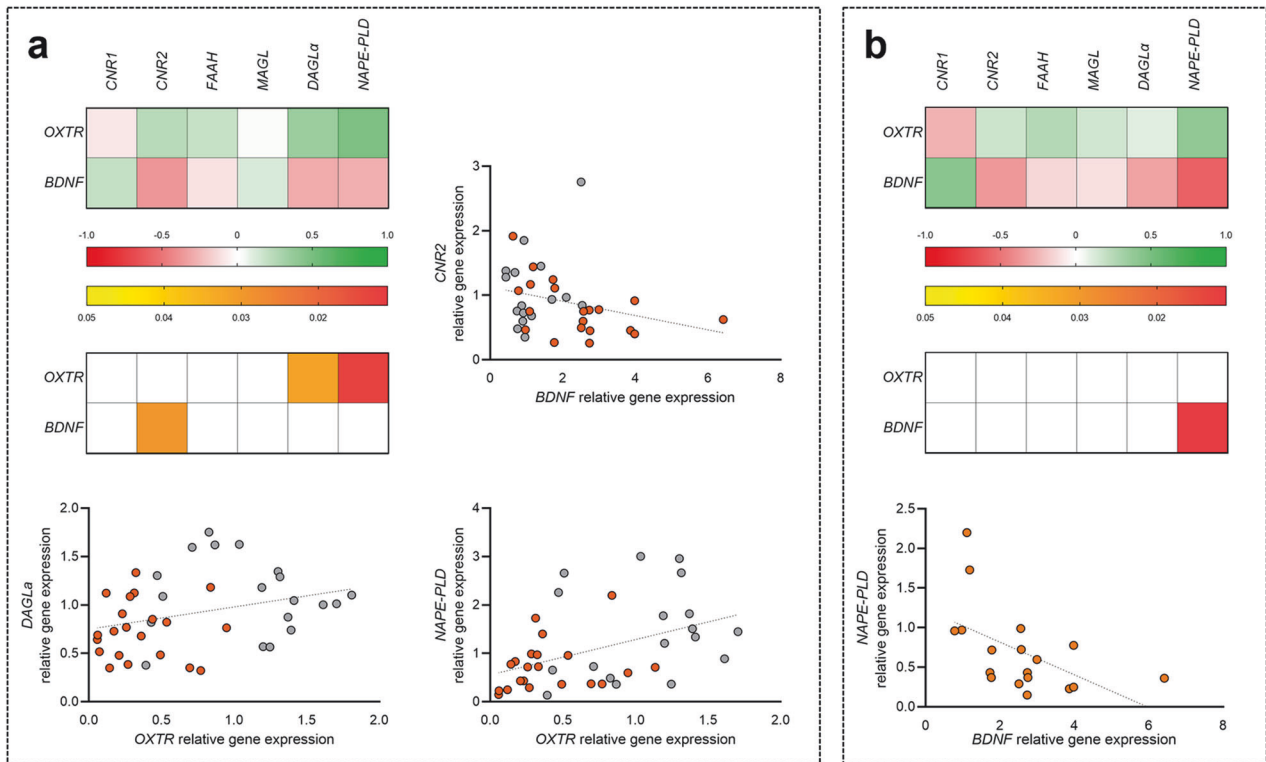 a
CNR1 CNR2 FAAH MAGL DAGLα NAPE-PLD
OXTR
BDNF
-1.0 -0.5 0 0.5 1.0
0.05 0.04 0.03 0.02
OXTR
BDNF
CNR2
relative gene expression
3
2
1
0
0 2 4 6 8
BDNF relative gene expression
DAGLa
relative gene expression
2.0
1.5
1.0
0.5
0.0
0.0 0.5 1.0 1.5 2.0
OXTR relative gene expression
NAPE-PLD
relative gene expression
4
3
2
1
0
0.0 0.5 1.0 1.5 2.0
OXTR relative gene expression
b
CNR1 CNR2 FAAH MAGL DAGLα NAPE-PLD
OXTR
BDNF
-1.0 -0.5 0 0.5 1.0
0.05 0.04 0.03 0.02
OXTR
BDNF
NAPE-PLD
relative gene expression
2.5
2.0
1.5
1.0
0.5
0.0
0 2 4 6 8
BDNF relative gene expression